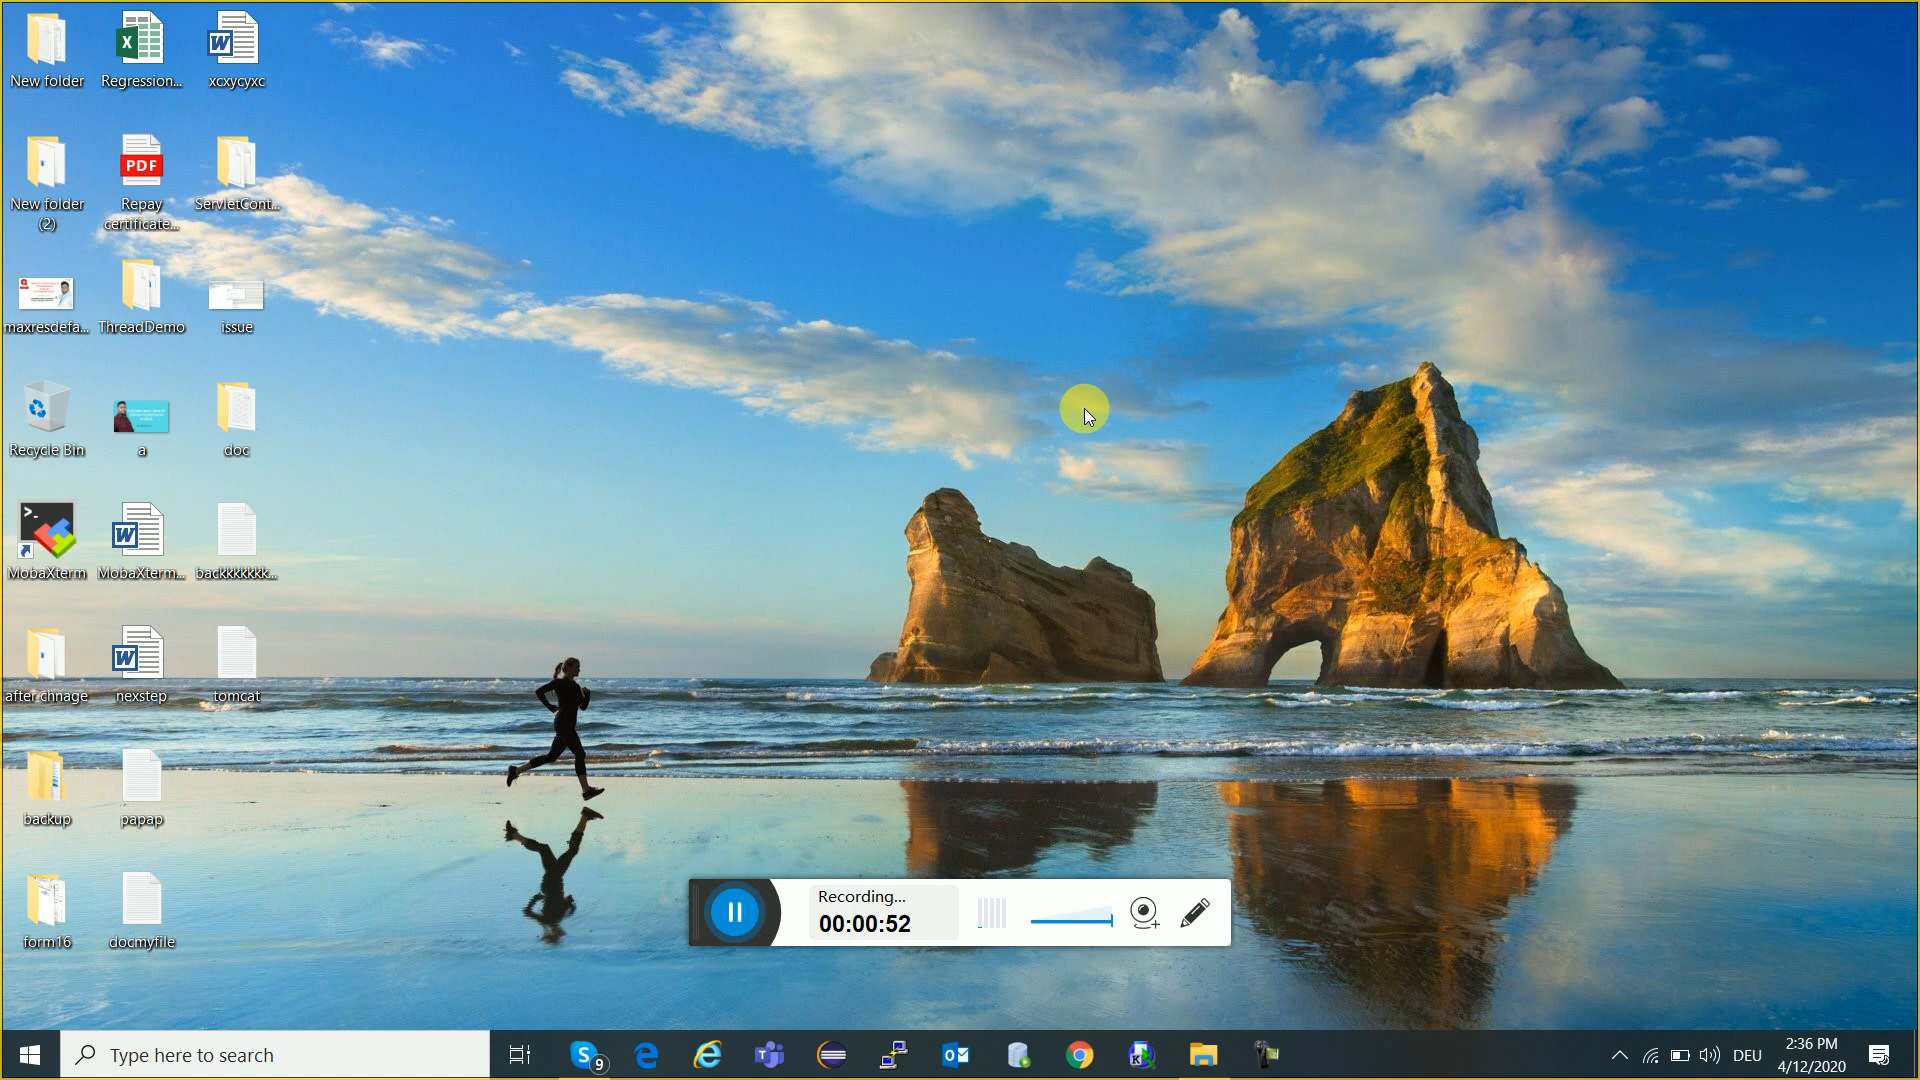 New folder
Regression...
xcxycyxc
New folder
(2)
PDF
Repay
certificate...
ServletCont...
maxresdefa...
ThreadDemo
issue
Recycle Bin
a
doc
MobaXterm
MobaXterm...
backkkkkkk...
after chnage
nexstep
tomcat
backup
papap
form16
docmyfile
Recording...
00:00:52
Type here to search
9
DEU
2:36 PM
4/12/2020